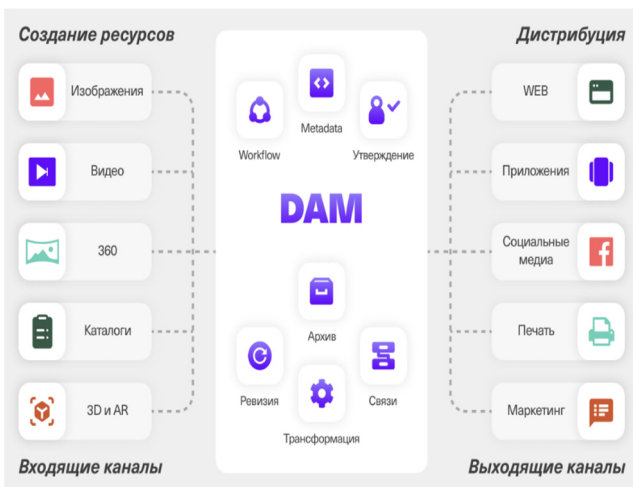 Создание ресурсов
Изображения
Видео
360
Каталоги
3D и AR
Входящие каналы
Metadata
Workflow
Утверждение
DAM
Архив
Ревизия
Связи
Трансформация
Дистрибуция
WEB
Приложения
Социальные
медиа
Печать
Маркетинг
Выходящие каналы